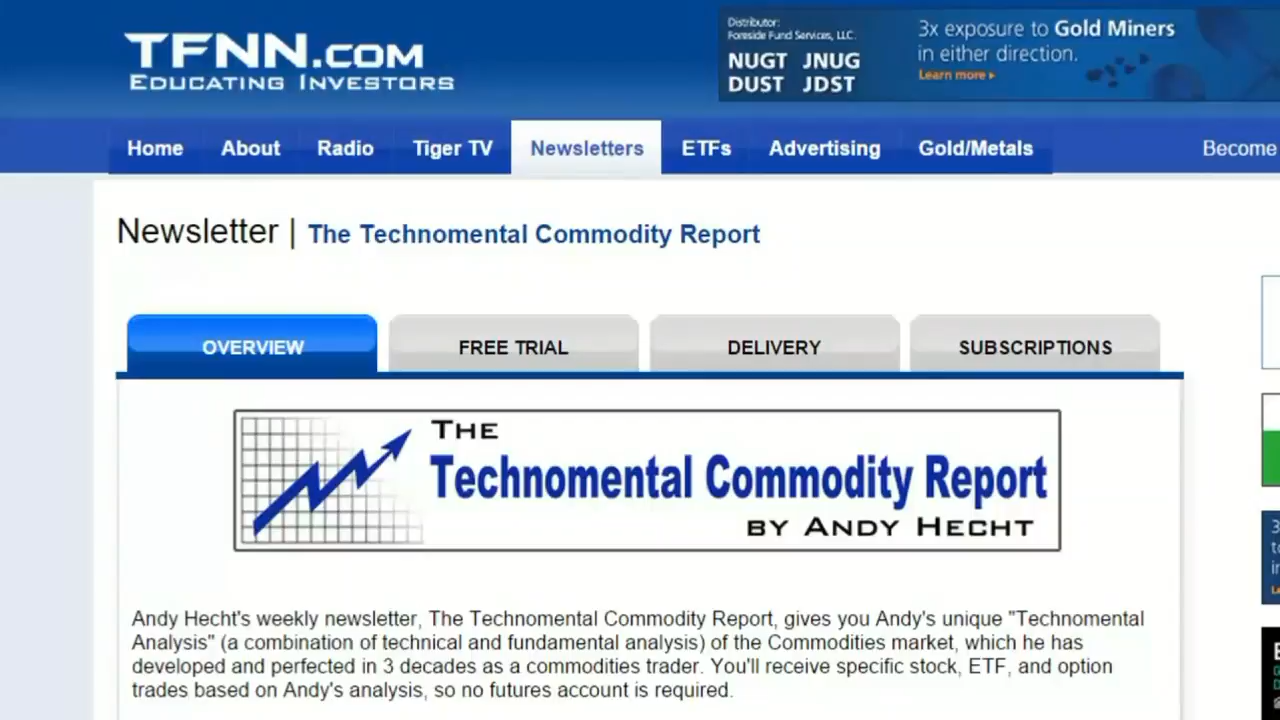 TFNN.COM
EDUCATING INVESTORS
Distributor:
Foreside Fund Services, LLC.
NUGT JNUG
DUST JDST
3x exposure to Gold Miners
in either direction.
Learn more ▸
Home About Radio Tiger TV Newsletters ETFs Advertising Gold/Metals Become
Newsletter | The Technomental Commodity Report
OVERVIEW FREE TRIAL DELIVERY SUBSCRIPTIONS
THE
Technomental Commodity Report
BY ANDY HECHT
Andy Hecht's weekly newsletter, The Technomental Commodity Report, gives you Andy's unique "Technomental
Analysis" (a combination of technical and fundamental analysis) of the Commodities market, which he has
developed and perfected in 3 decades as a commodities trader. You'll receive specific stock, ETF, and option
trades based on Andy's analysis, so no futures account is required.